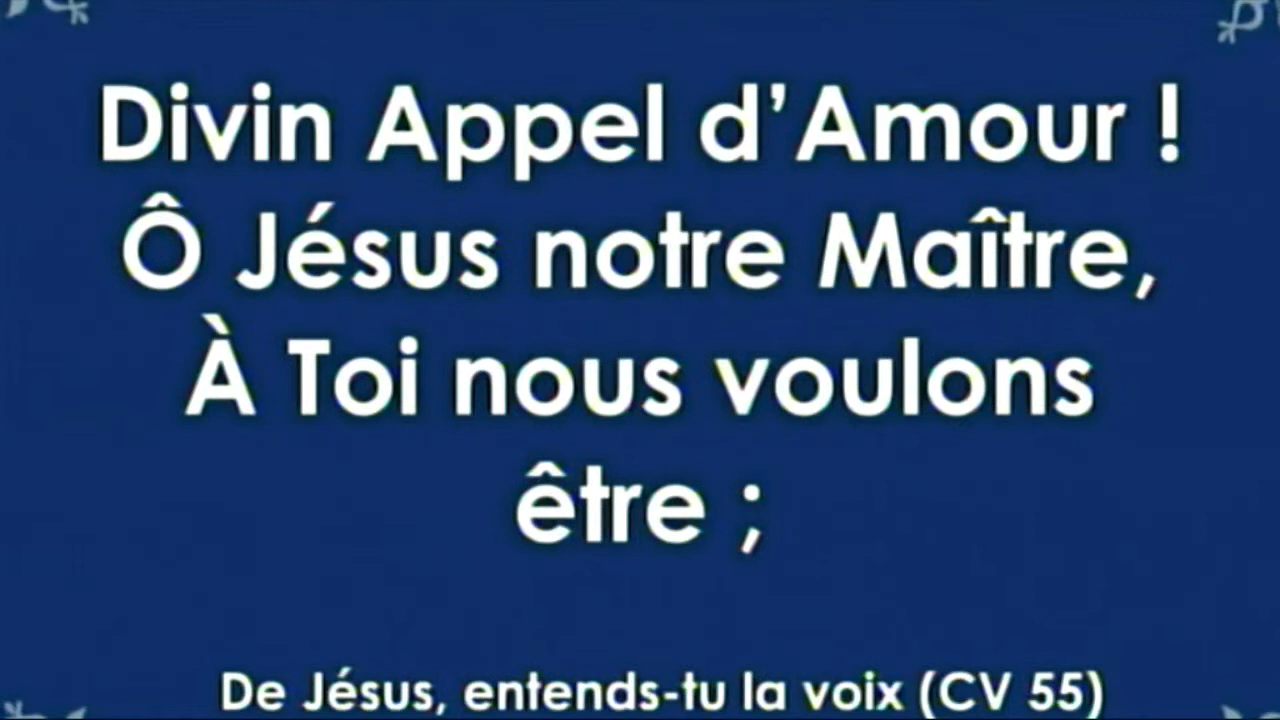 Divin Appel d’Amour !
Ô Jésus notre Maître,
À Toi nous voulons
être ;
De Jésus, entends-tu la voix (CV 55)